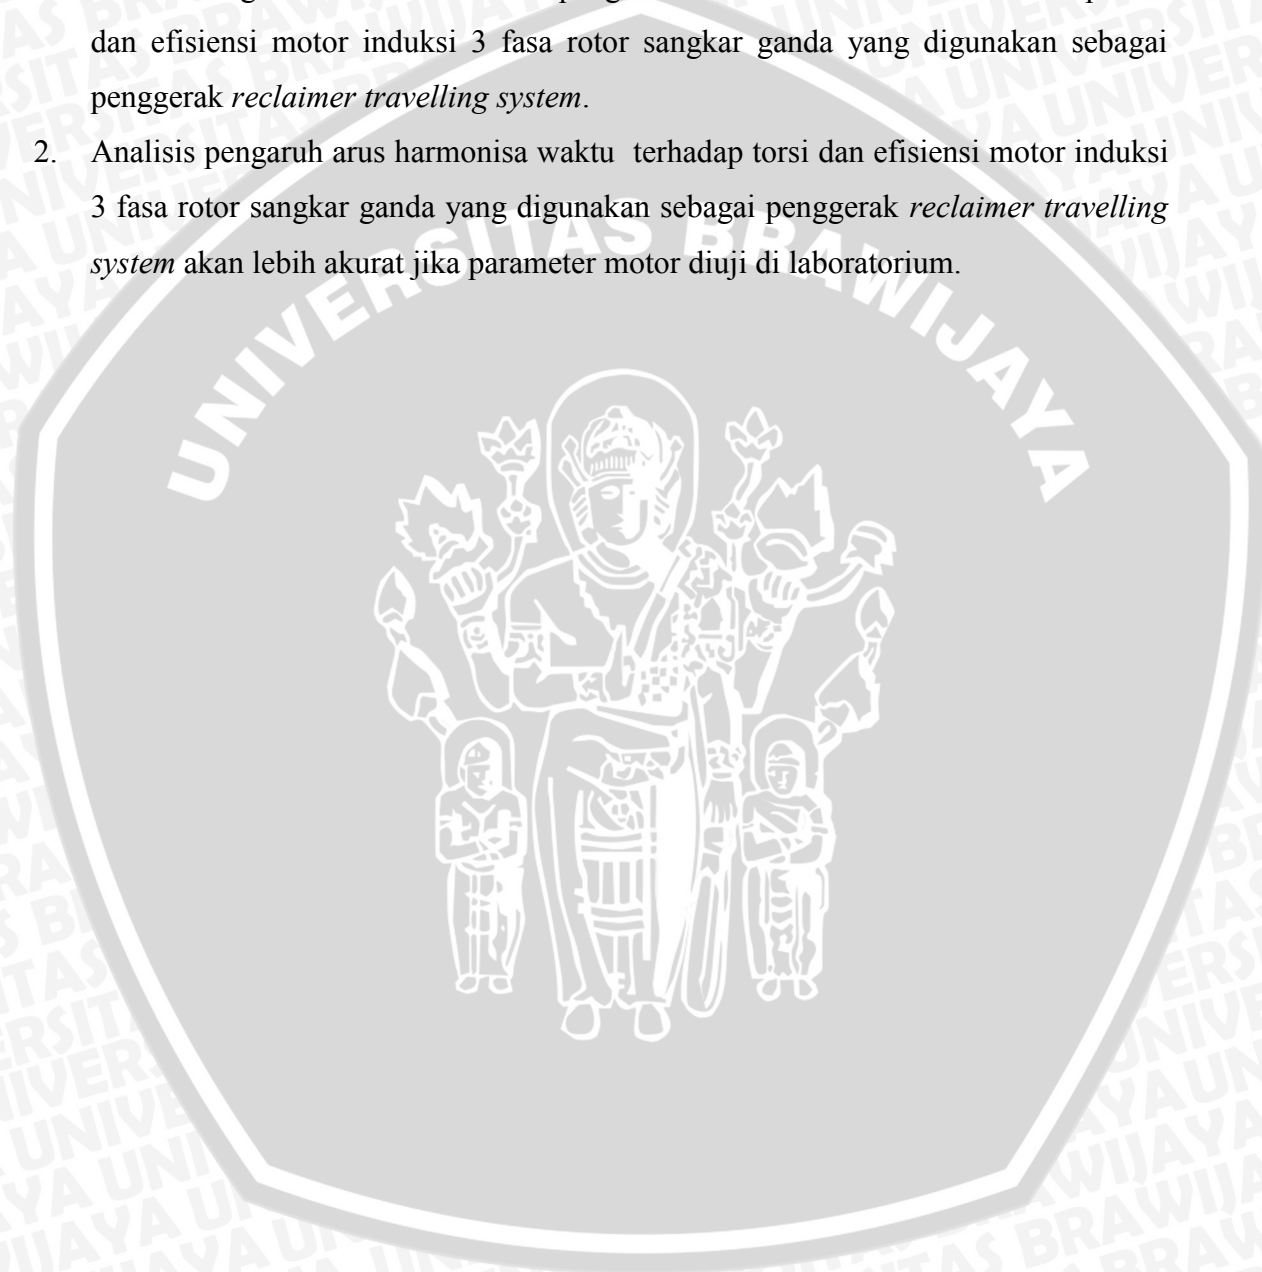 dan efisiensi motor induksi 3 fasa rotor sangkar ganda yang digunakan sebagai
penggerak reclaimer travelling system.
2. Analisis pengaruh arus harmonisa waktu terhadap torsi dan efisiensi motor induksi
3 fasa rotor sangkar ganda yang digunakan sebagai penggerak reclaimer travelling
system akan lebih akurat jika parameter motor diuji di laboratorium.
UNIVERSITAS BRAWIJAYA